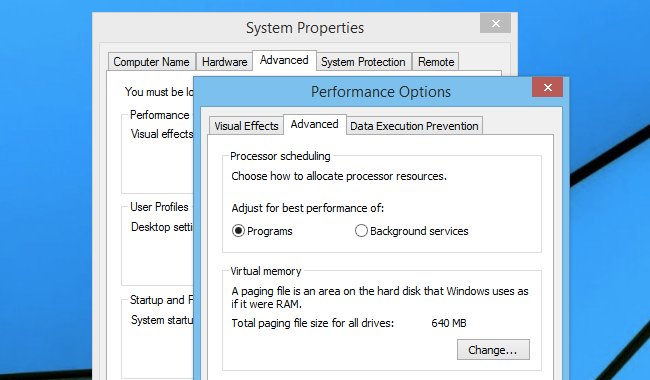 System Properties
Computer Name Hardware Advanced System Protection Remote
You must be lo
Performance
Visual effects
User Profiles
Desktop setti
Startup and F
System startu
Performance Options
Visual Effects Advanced Data Execution Prevention
Processor scheduling
Choose how to allocate processor resources.
Adjust for best performance of:
Programs Background services
Virtual memory
A paging file is an area on the hard disk that Windows uses as
if it were RAM.
Total paging file size for all drives: 640 MB
Change...